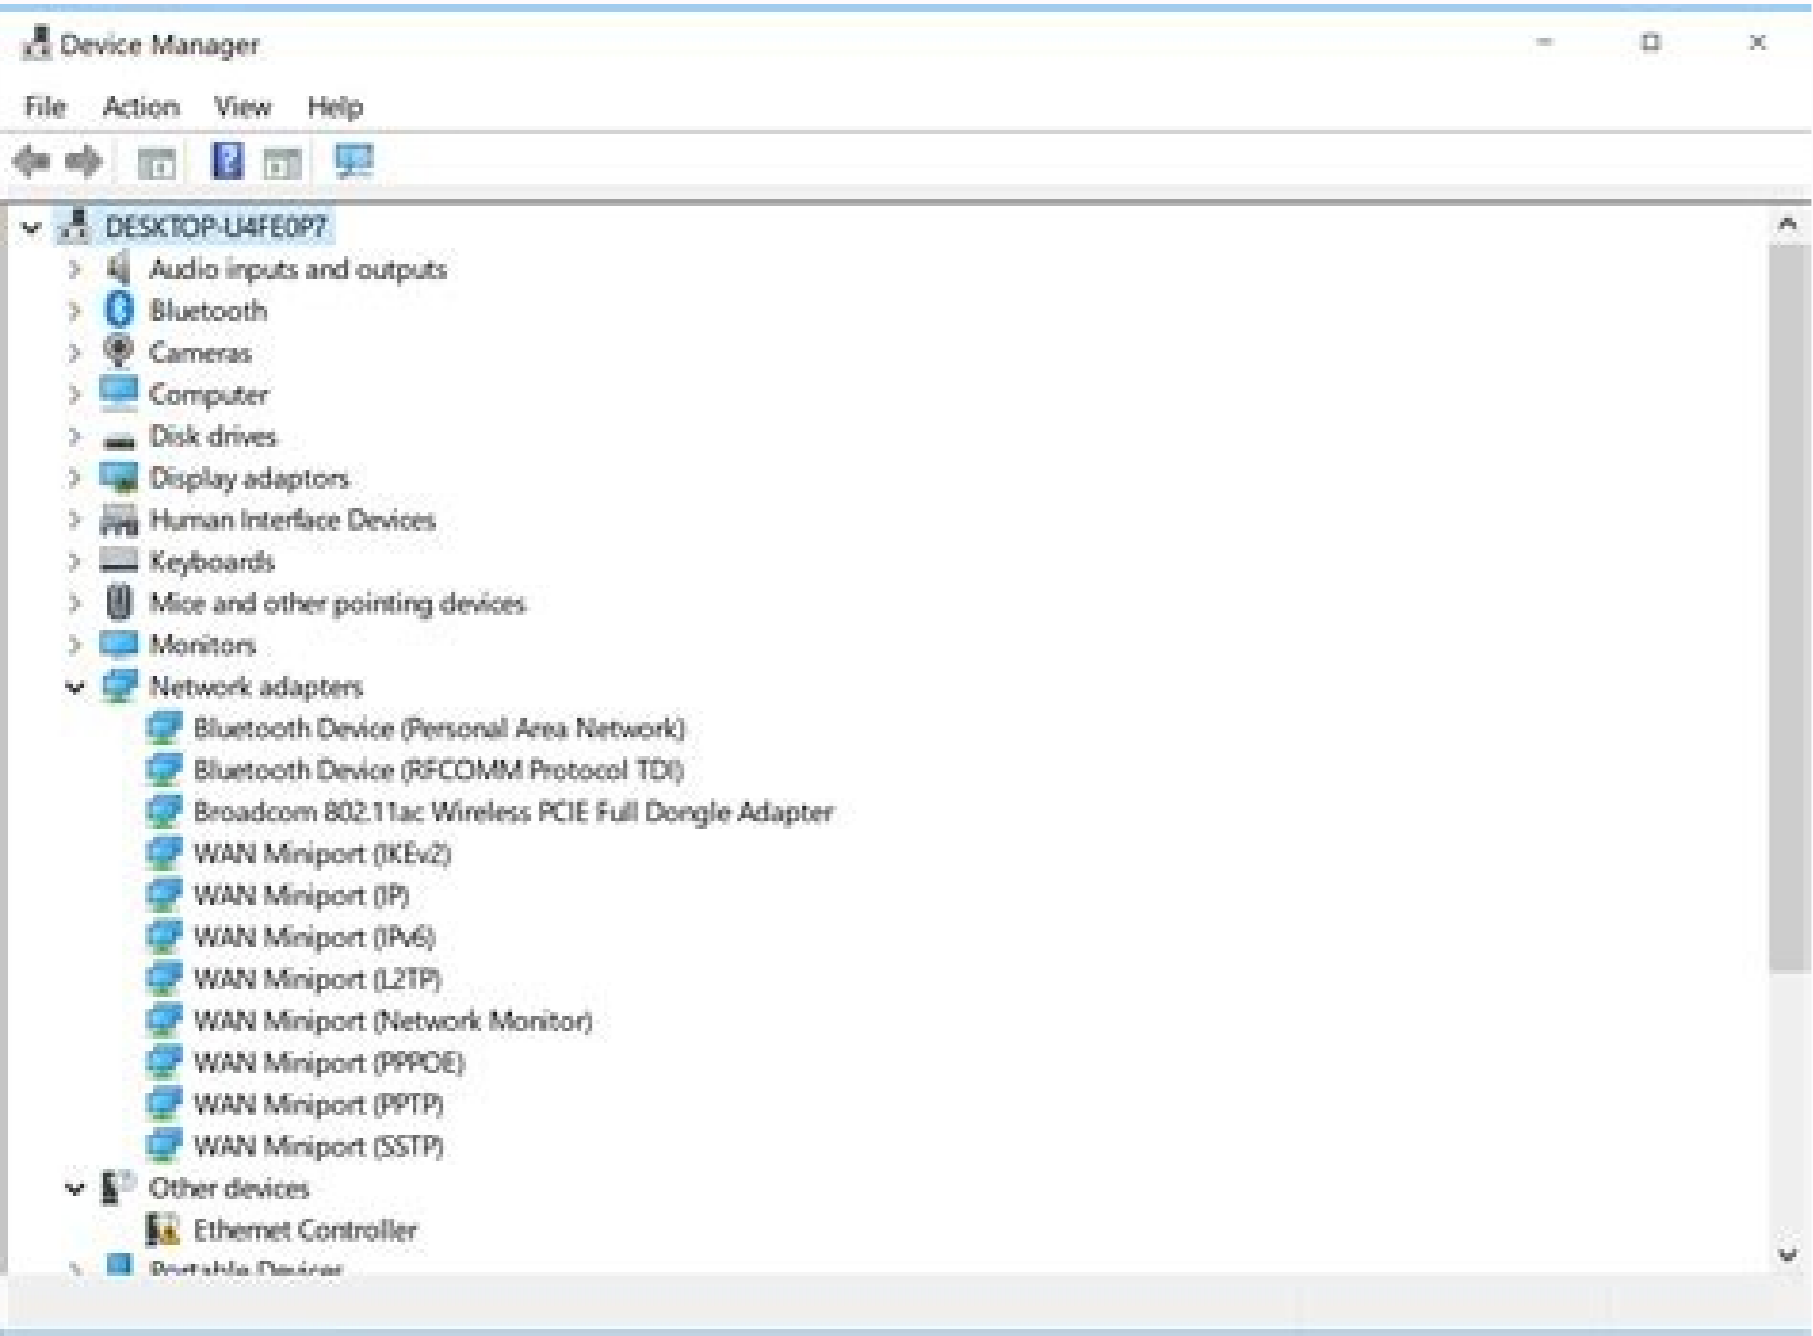 Device Manager
File Action View Help
DESKTOP-U4FE0P7
Audio inputs and outputs
Bluetooth
Cameras
Computer
Disk drives
Display adaptors
Human Interface Devices
Keyboards
Mice and other pointing devices
Monitors
Network adapters
Bluetooth Device (Personal Area Network)
Bluetooth Device (RFCOMM Protocol TDI)
Broadcom 802.11ac Wireless PCIE Full Dongle Adapter
WAN Miniport (IKEv2)
WAN Miniport (IP)
WAN Miniport (IPv6)
WAN Miniport (L2TP)
WAN Miniport (Network Monitor)
WAN Miniport (PPPOE)
WAN Miniport (PPTP)
WAN Miniport (SSTP)
Other devices
Ethernet Controller
Portable Devices